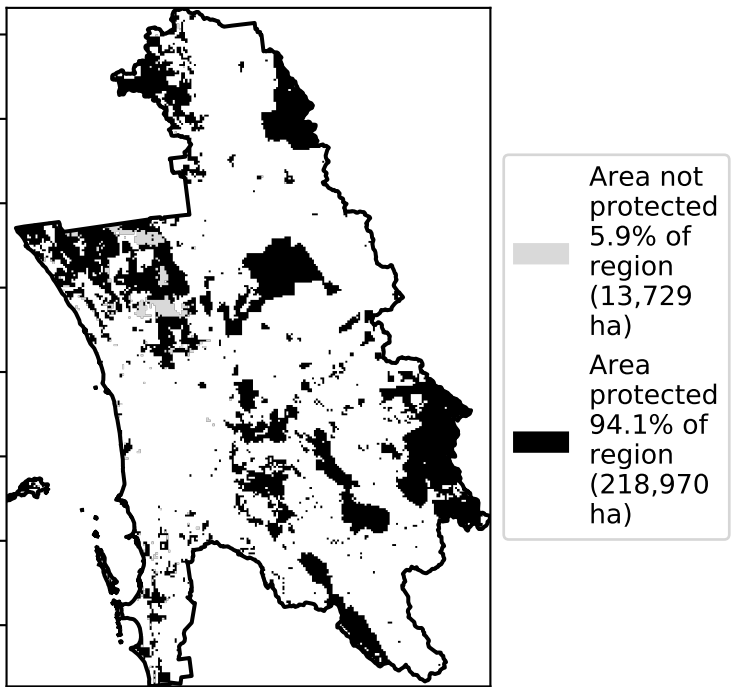 Area not
protected
5.9% of
region
(13,729
ha)
Area
protected
94.1% of
region
(218,970
ha)